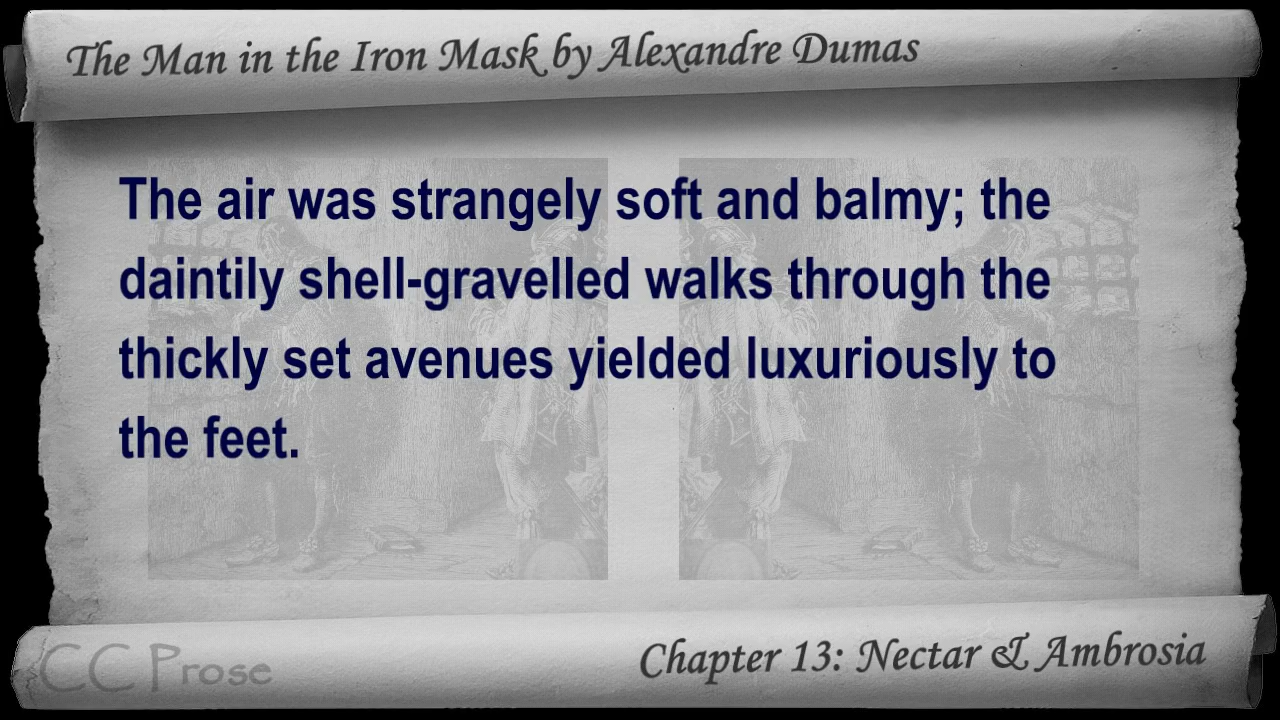 The Man in the Iron Mask by Alexandre Dumas
The air was strangely soft and balmy; the
daintily shell-gravelled walks through the
thickly set avenues yielded luxuriously to
the feet.
CC Prose
Chapter 13: Nectar & Ambrosia